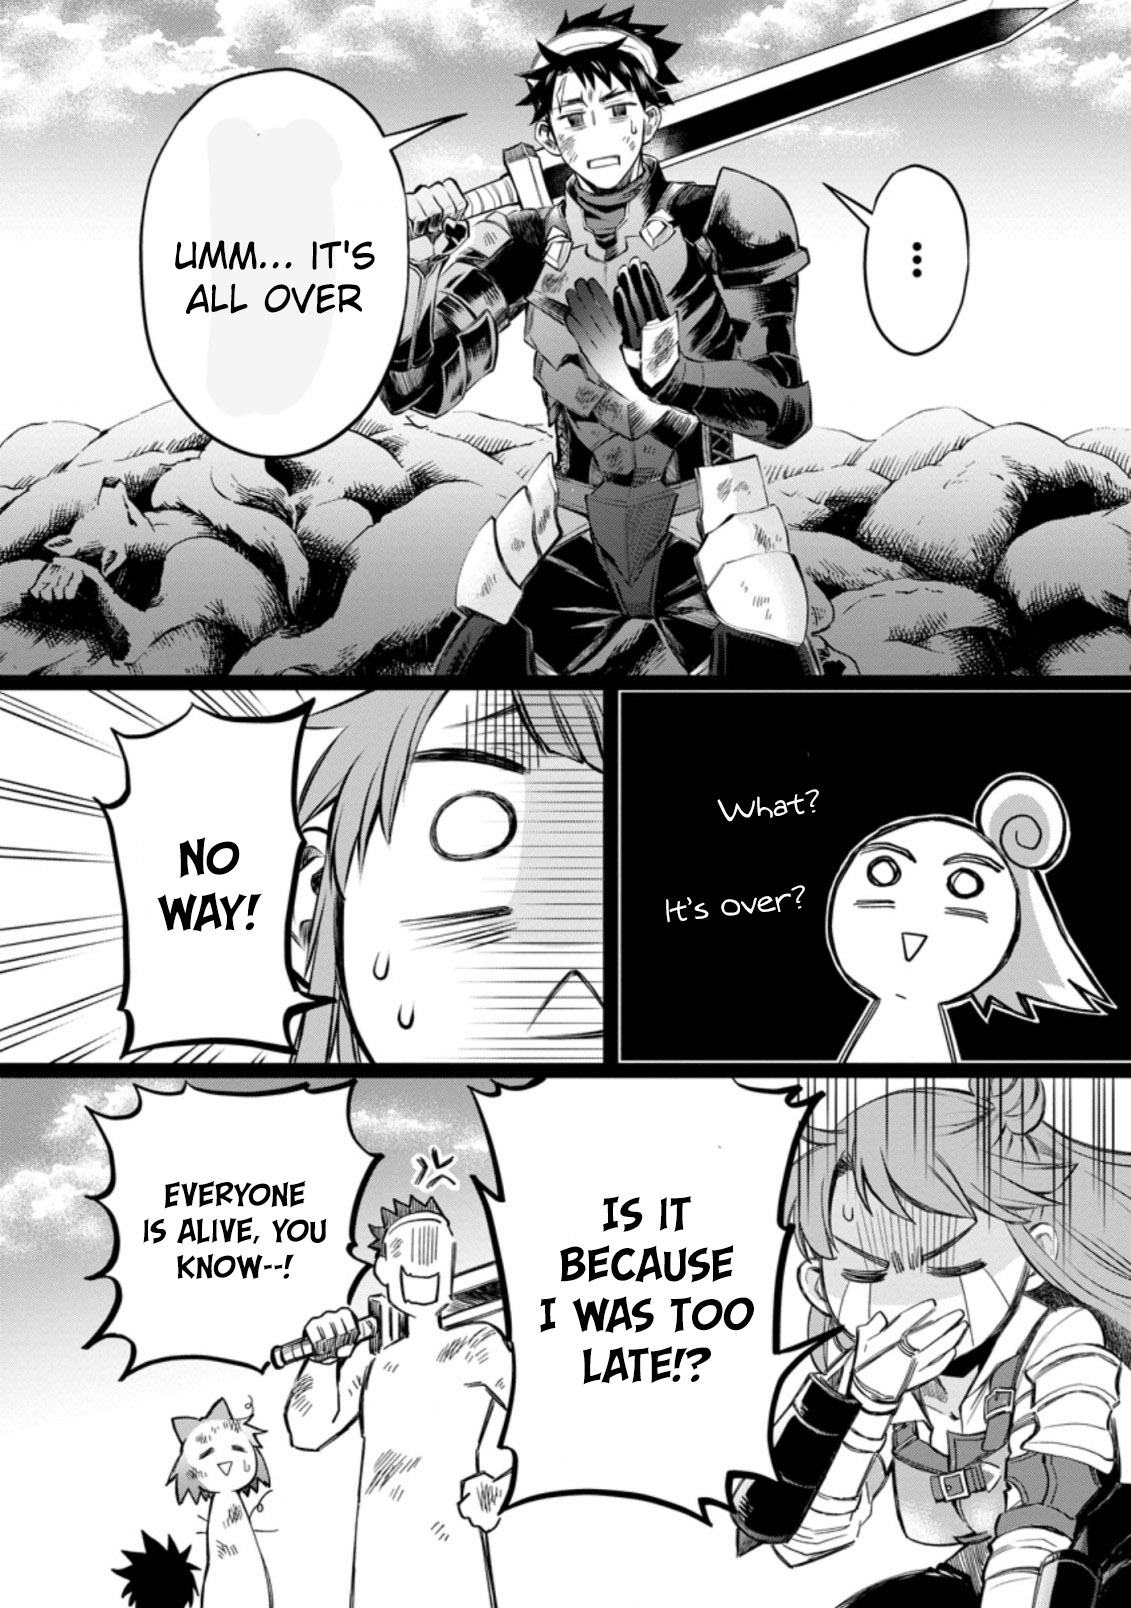 ...
UMM... IT'S
ALL OVER
What?
It's over?
NO
WAY!
IS IT
BECAUSE
I WAS TOO
LATE!?
EVERYONE
IS ALIVE, YOU
KNOW--!